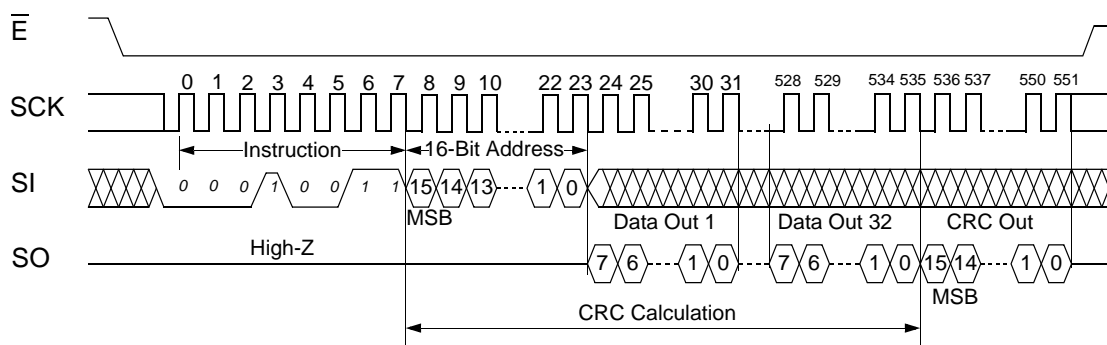 E
SCK 0 1 2 3 4 5 6 7 8 9 10 22 23 24 25 30 31 528 529 534 535 536 537 550 551
Instruction 16-Bit Address
SI 0 0 0 1 0 0 1 1 15 14 13 1 0
MSB Data Out 1 Data Out 32 CRC Out
High-Z
SO 7 6 1 0 7 6 1 0 15 14 1 0
MSB
CRC Calculation